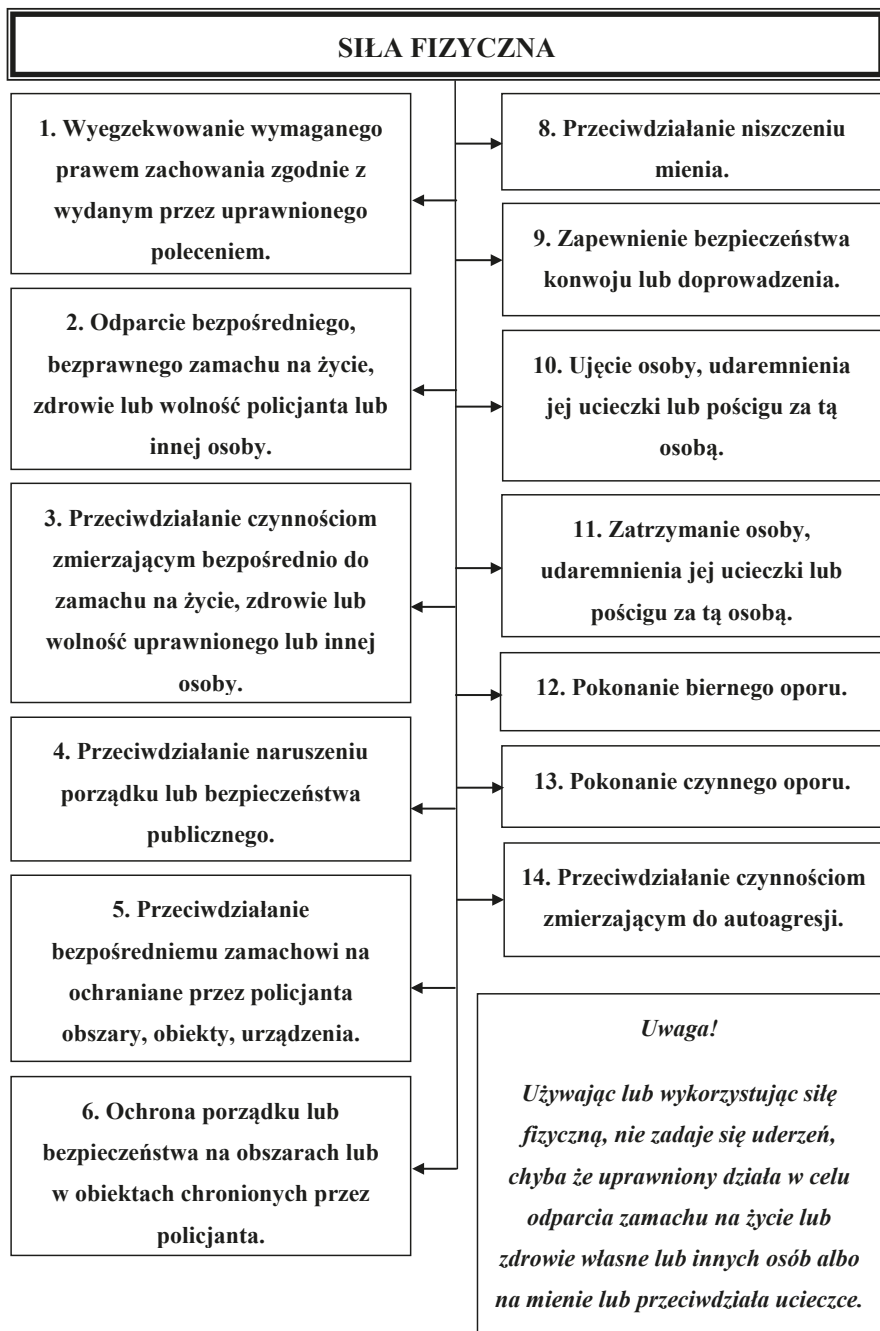 SIŁA FIZYCZNA
1. Wyegzekwowanie wymaganego
prawem zachowania zgodnie z
wydanym przez uprawnionego
poleceniem.
2. Odparcie bezpośredniego,
bezprawnego zamachu na życie,
zdrowie lub wolność policjanta lub
innej osoby.
3. Przeciwdziałanie czynnościom
zmierzającym bezpośrednio do
zamachu na życie, zdrowie lub
wolność uprawnionego lub innej
osoby.
4. Przeciwdziałanie naruszeniu
porządku lub bezpieczeństwa
publicznego.
5. Przeciwdziałanie
bezpośredniemu zamachowi na
ochraniane przez policjanta
obszary, obiekty, urządzenia.
6. Ochrona porządku lub
bezpieczeństwa na obszarach lub
w obiektach chronionych przez
policjanta.
8. Przeciwdziałanie niszczeniu
mienia.
9. Zapewnienie bezpieczeństwa
konwoju lub doprowadzenia.
10. Ujęcie osoby, udaremnienia
jej ucieczki lub pościgu za tą
osobą.
11. Zatrzymanie osoby,
udaremnienia jej ucieczki lub
pościgu za tą osobą.
12. Pokonanie biernego oporu.
13. Pokonanie czynnego oporu.
14. Przeciwdziałanie czynnościom
zmierzającym do autoagresji.
Uwaga!
Używając lub wykorzystując siłę
fizyczną, nie zadaje się uderzeń,
chyba że uprawniony działa w celu
odparcia zamachu na życie lub
zdrowie własne lub innych osób albo
na mienie lub przeciwdziała ucieczce.